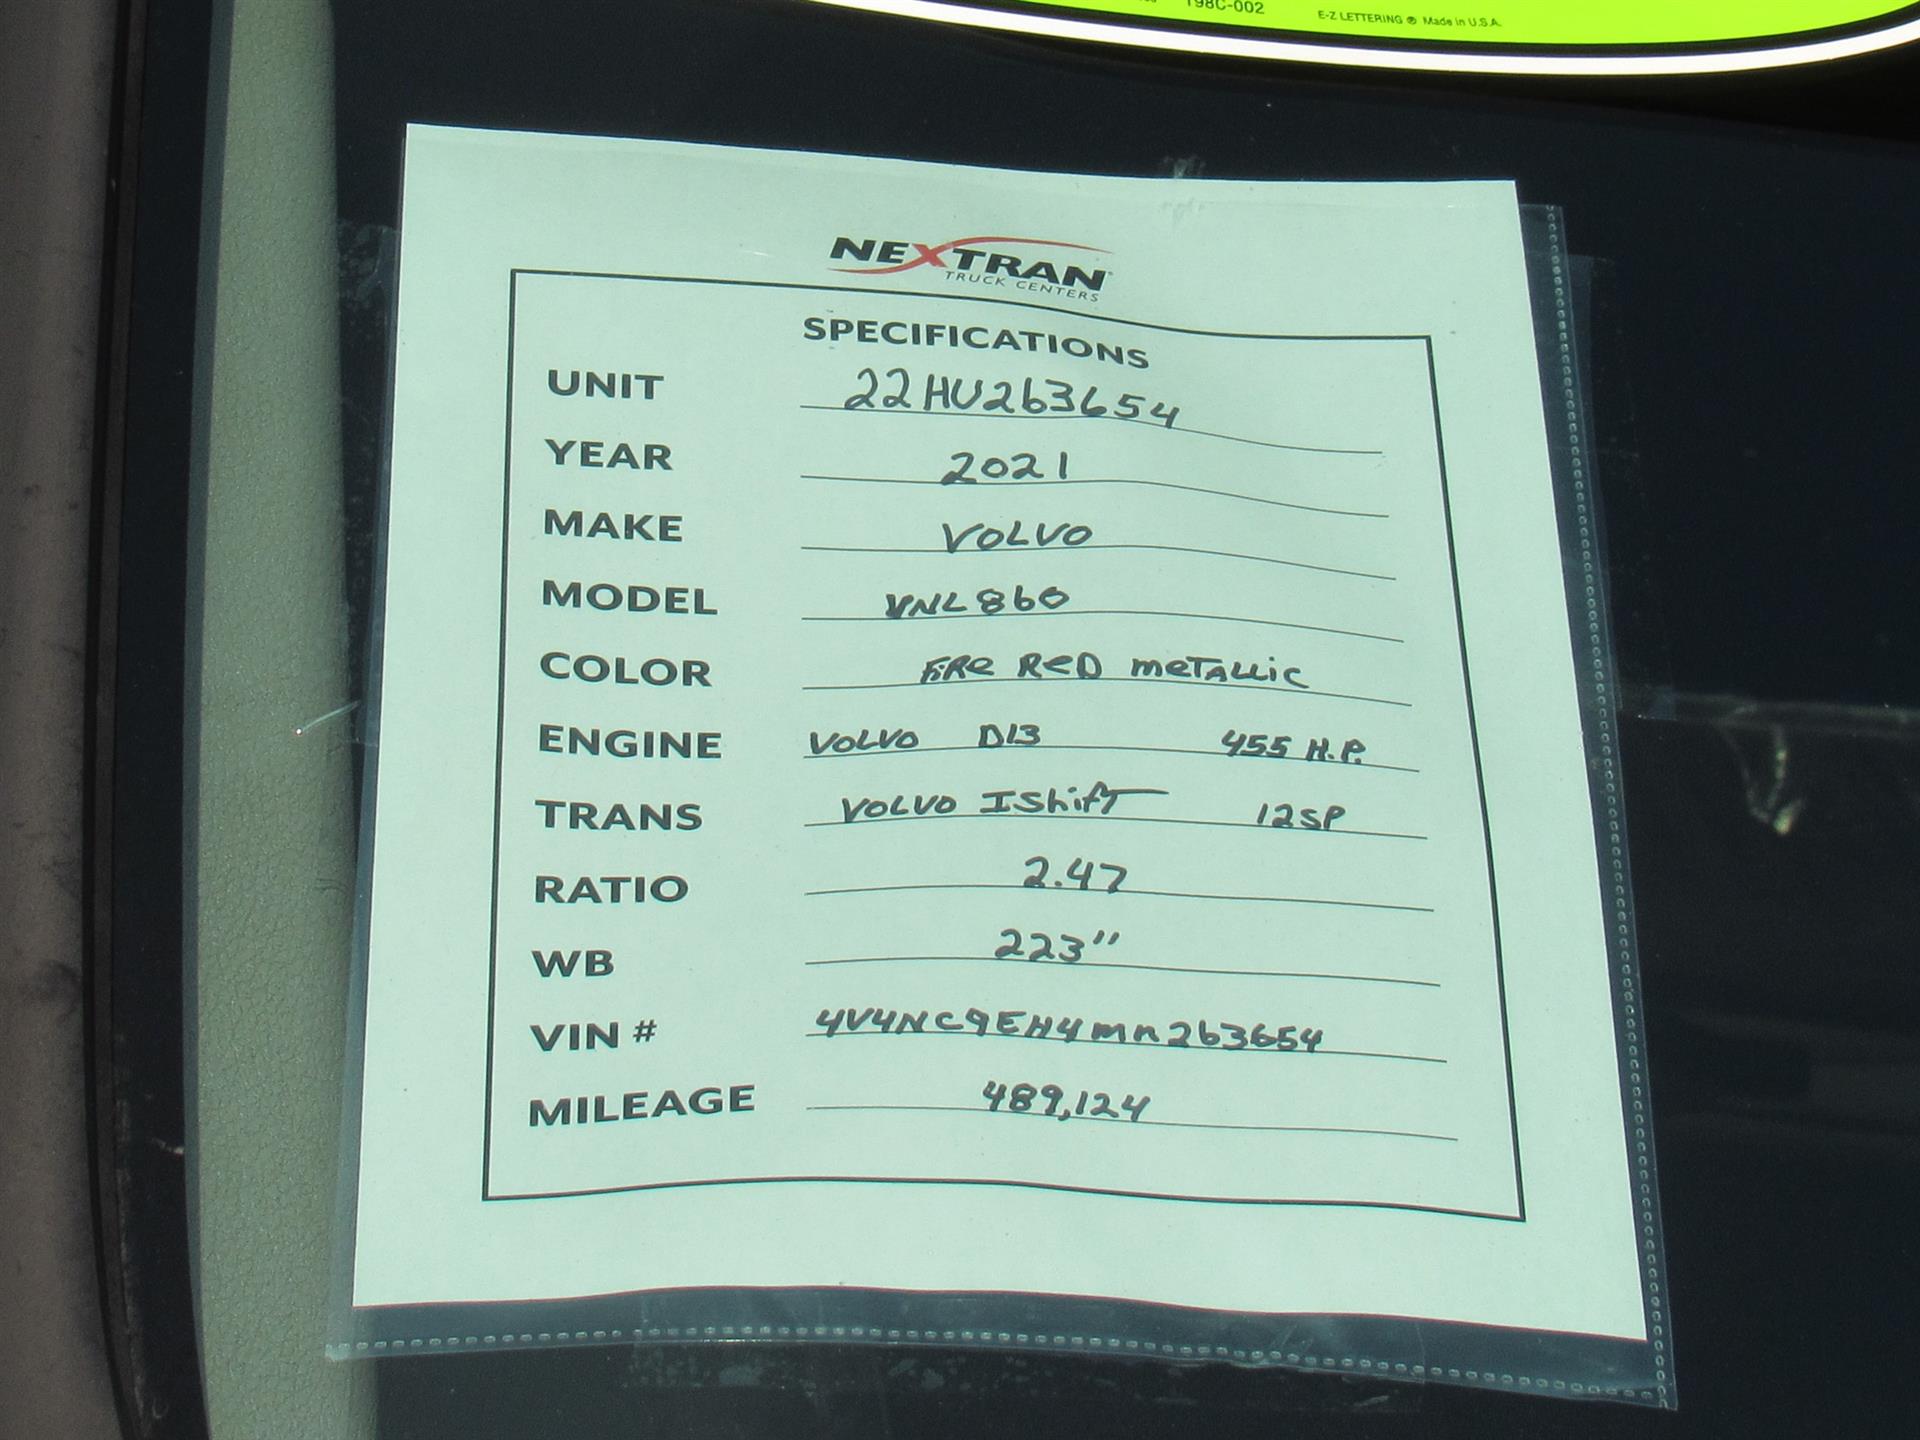 198C-002
E-Z LETTERING ® Made in U.S.A.
NEXTRAN
TRUCK CENTERS
SPECIFICATIONS
UNIT 22HU263654
YEAR 2021
MAKE VOLVO
MODEL VNL860
COLOR FIRE RED meTALLIC
ENGINE VOLVO D13 455 H.P.
TRANS VOLVO IShifT 12SP
RATIO 2.47
WB 223"
VIN # 4V4NC9EH4mn263654
MILEAGE 489,124